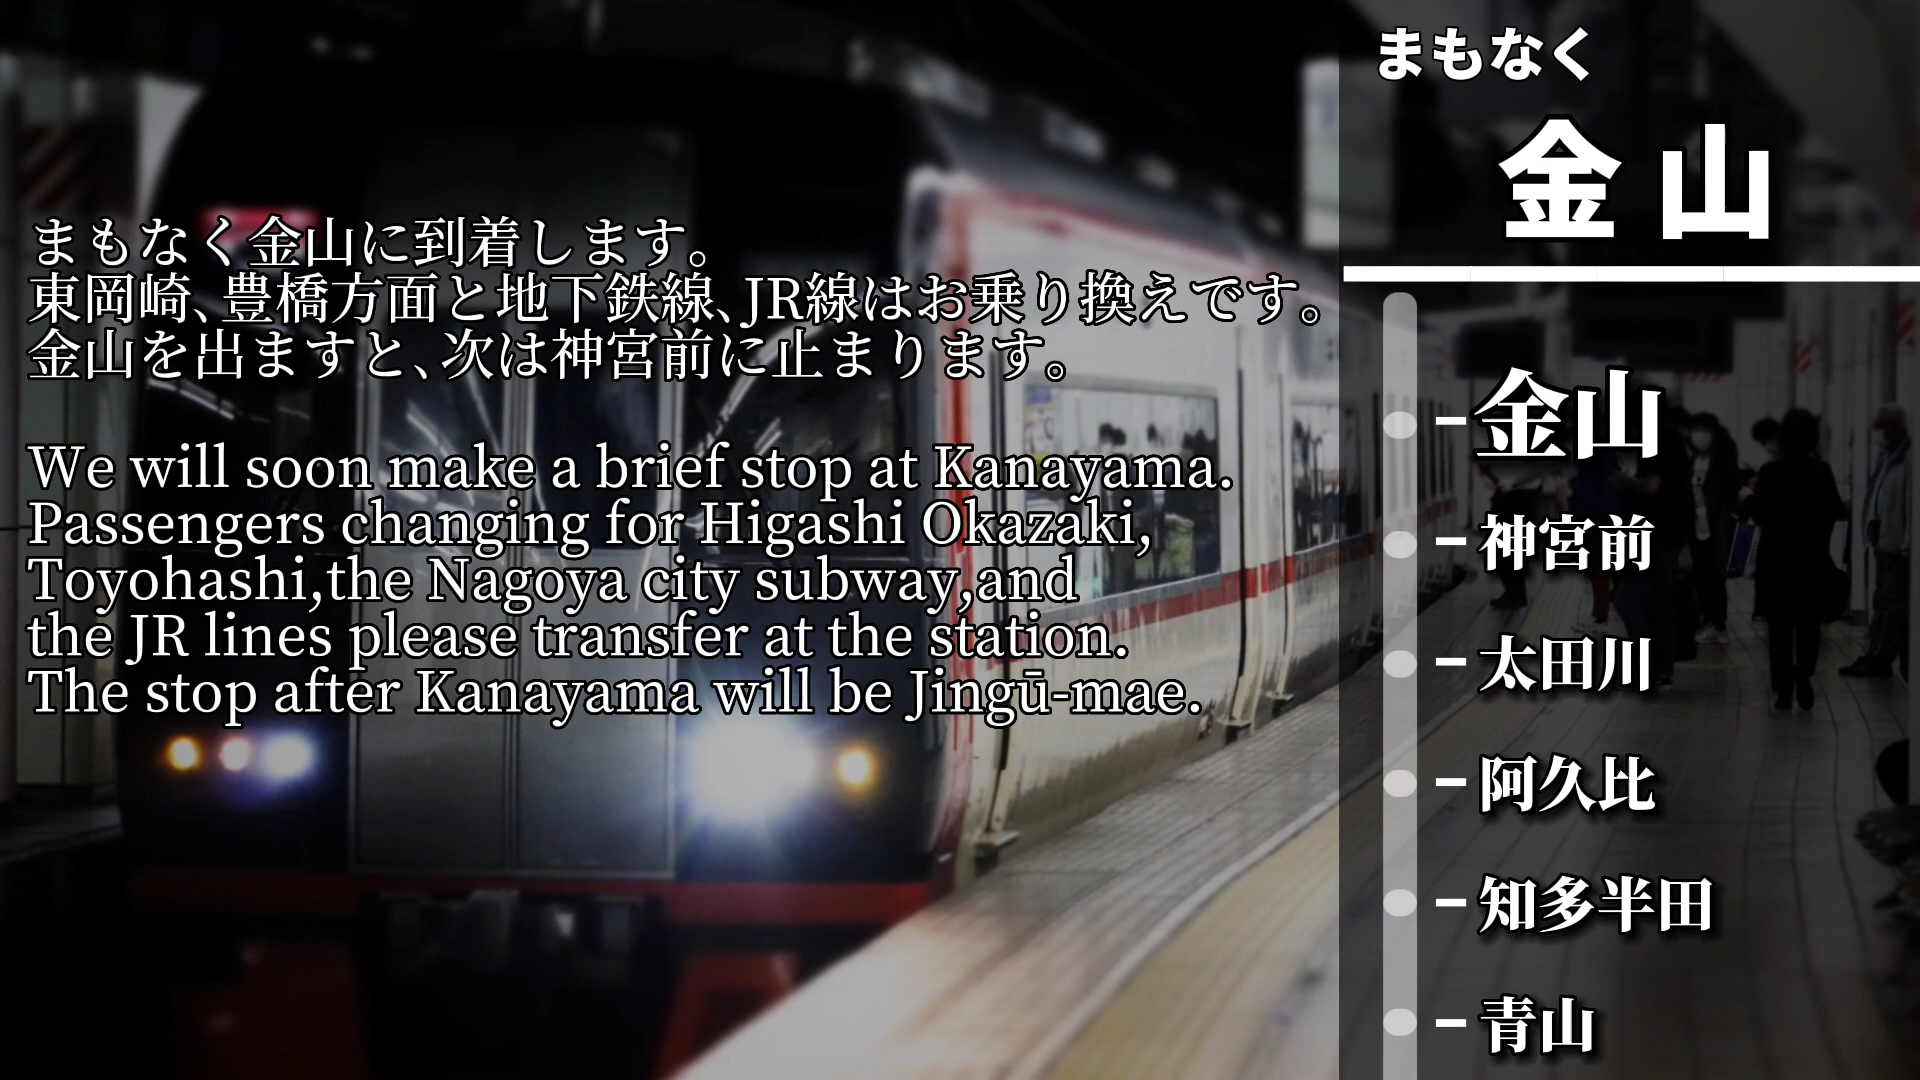 まもなく金山に到着します。
東岡崎、豊橋方面と地下鉄線、JR線はお乗り換えです。
金山を出ますと、次は神宮前に止まります。
We will soon make a brief stop at Kanayama.
Passengers changing for Higashi Okazaki,
Toyohashi,the Nagoya city subway,and
the JR lines please transfer at the station.
The stop after Kanayama will be Jingū-mae.
まもなく
金山
金山
神宮前
太田川
阿久比
知多半田
青山